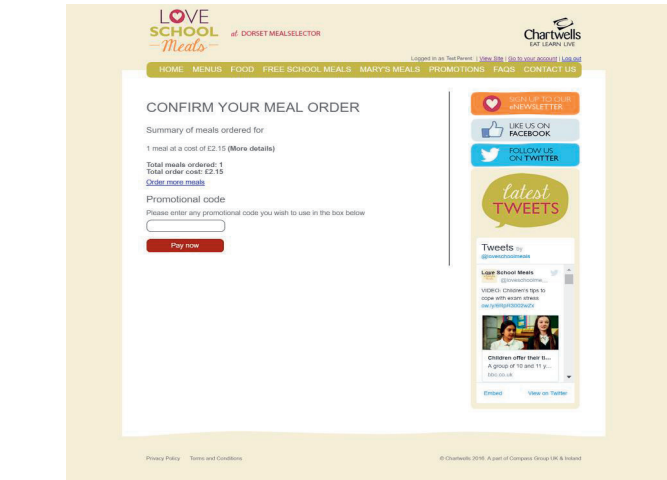 LOVE
SCHOOL
Meals
at DORSET MEALSELECTOR
Chartwells
EAT LEARN LIVE
Logged in as Test Parent. | View Site | Go to your account | Log out
HOME MENUS FOOD FREE SCHOOL MEALS MARY'S MEALS PROMOTIONS FAQS CONTACT US
CONFIRM YOUR MEAL ORDER
Summary of meals ordered for
1 meal at a cost of £2.15 (More details)
Total meals ordered: 1
Total order cost: £2.15
Order more meals
Promotional code
Please enter any promotional code you wish to use in the box below
Pay now
SIGN UP TO OUR
eNEWSLETTER
LIKE US ON
FACEBOOK
FOLLOW US
ON TWITTER
latest
TWEETS
Tweets by
@loveschoolmeals
Love School Meals
@loveschoolme...
VIDEO: Children's tips to
cope with exam stress
Children offer their ti...
A group of 10 and 11 y...
bbc.co.uk
Embed View on Twitter
Privacy Policy Terms and Conditions
© Chartwells 2016. A part of Compass Group UK & Ireland